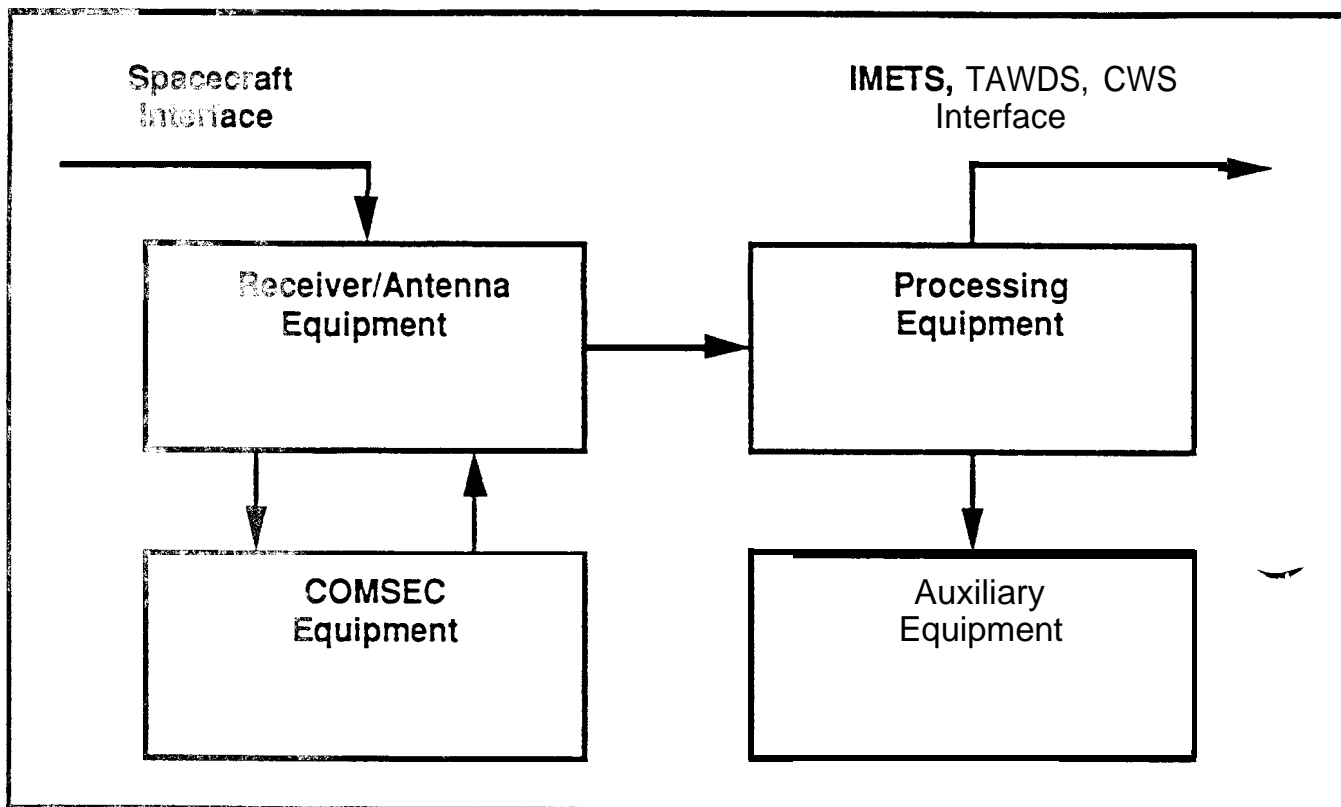 Spacecraft
Interface
IMETS, TAWDS, CWS
Interface
Receiver/Antenna
Equipment
Processing
Equipment
COMSEC
Equipment
Auxiliary
Equipment